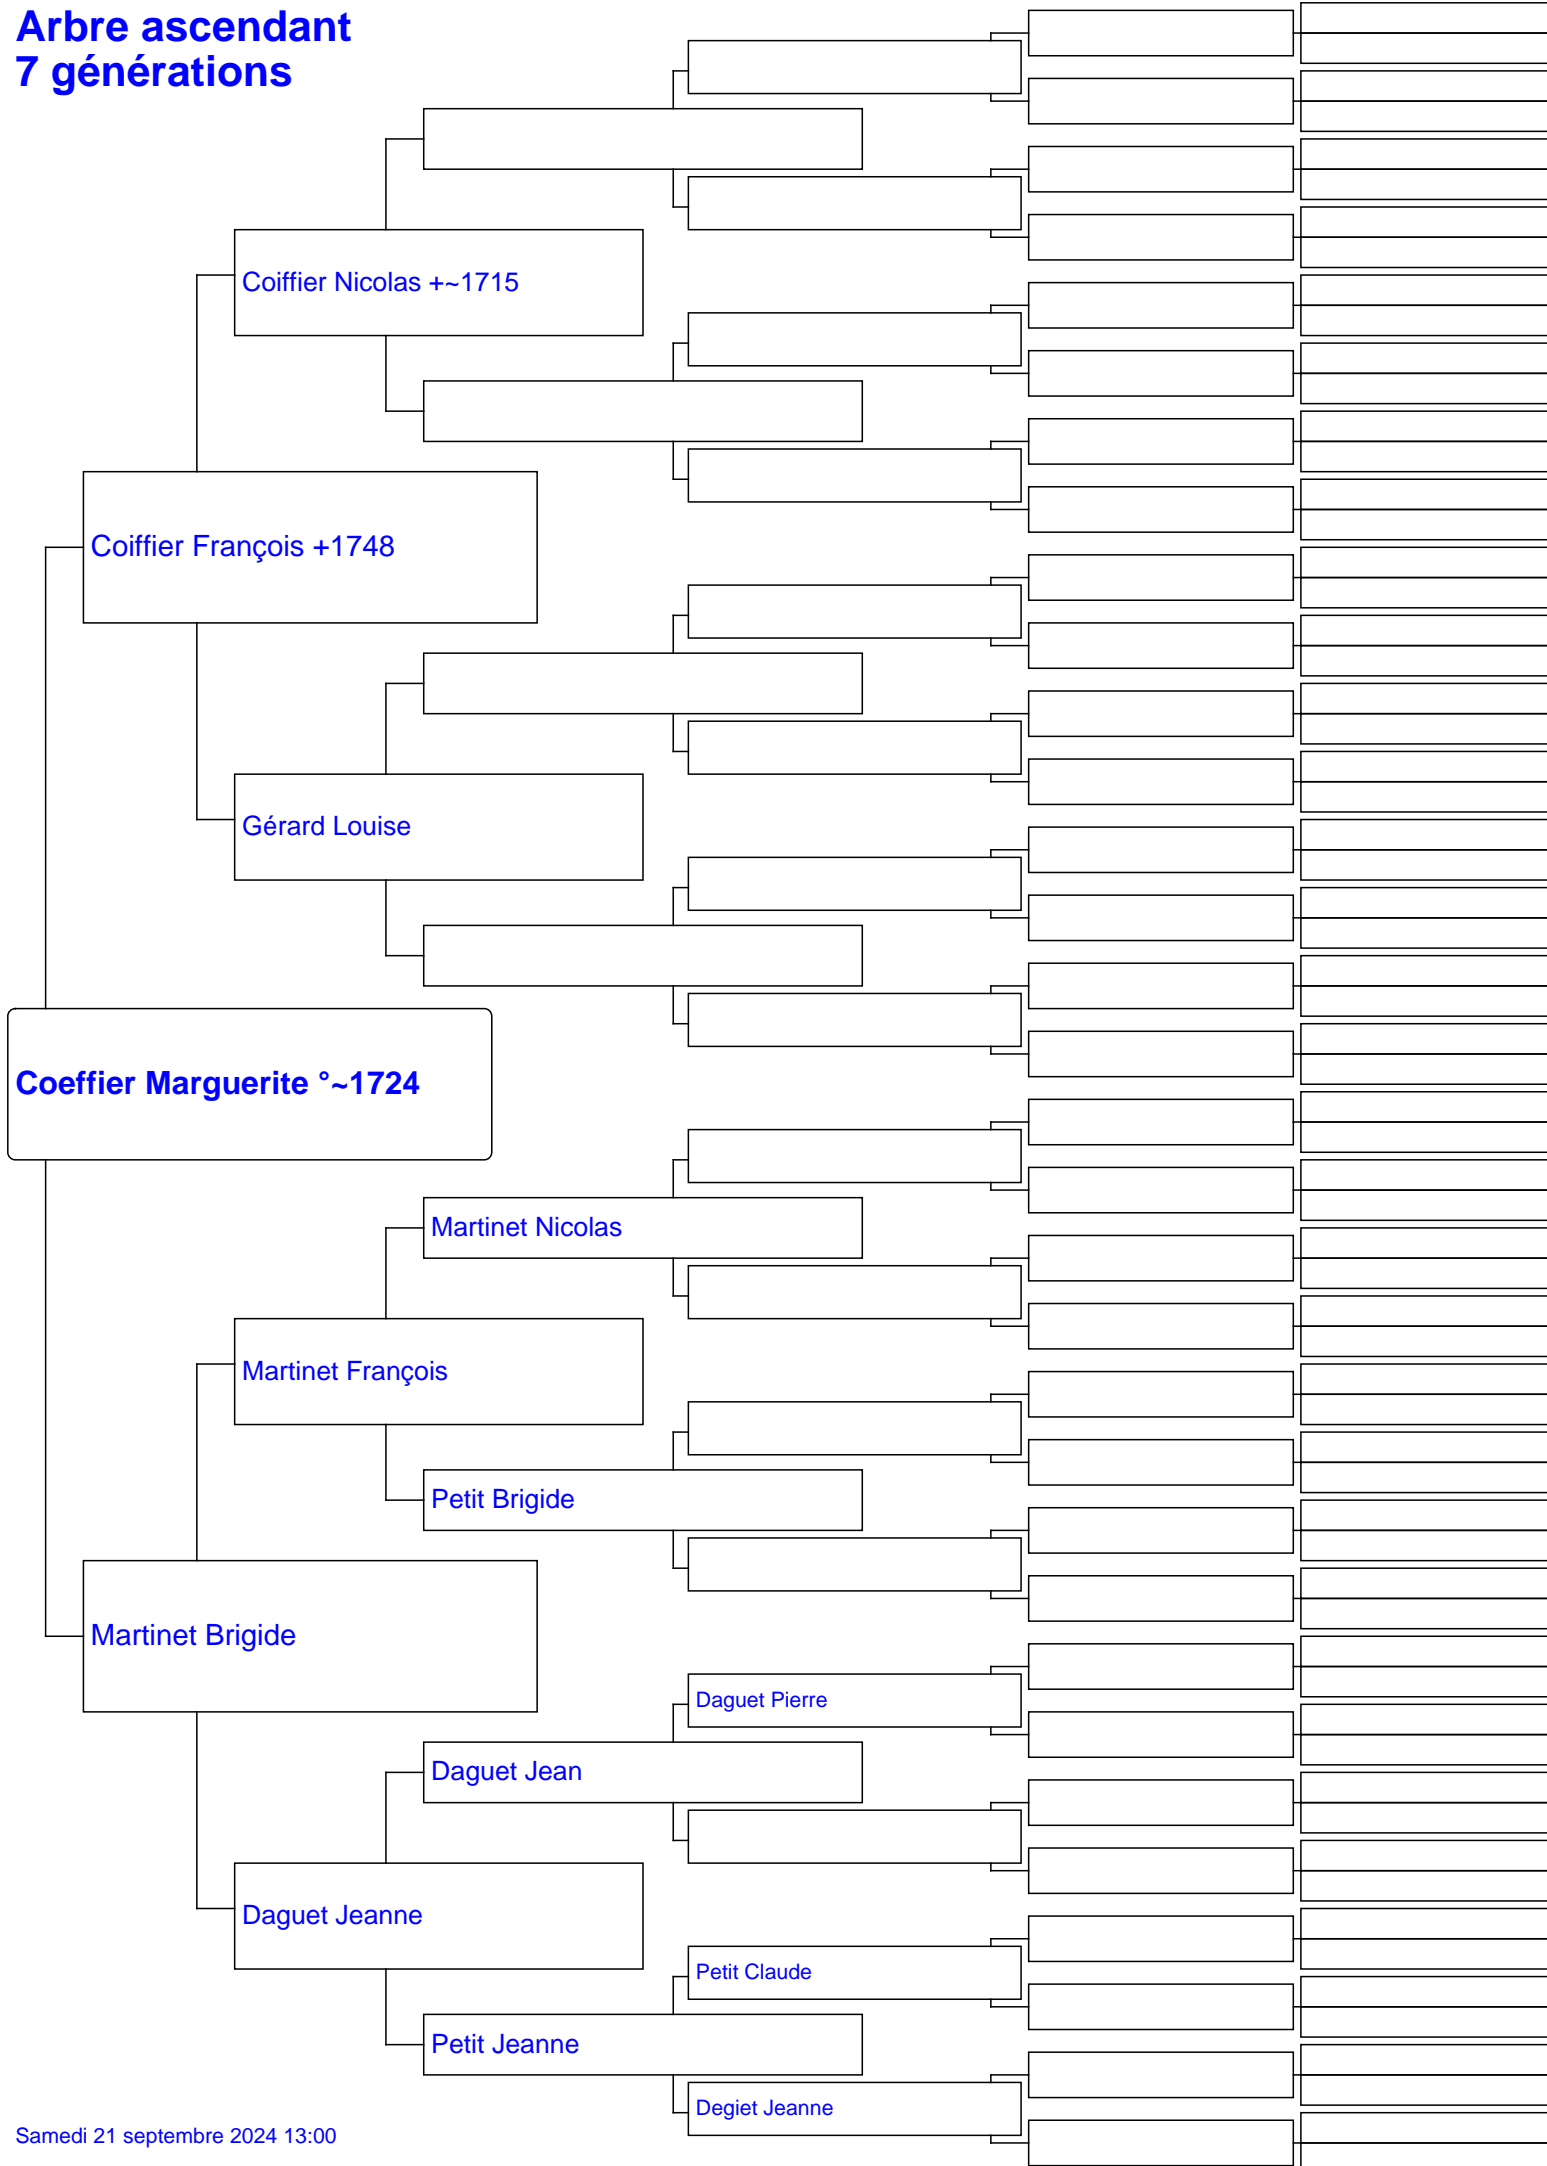 Arbre ascendant
7 générations
Coiffier Nicolas +~1715
Coiffier François +1748
Gérard Louise
Coeffier Marguerite °~1724
Martinet Nicolas
Martinet François
Petit Brigide
Martinet Brigide
Daguet Pierre
Daguet Jean
Daguet Jeanne
Petit Claude
Petit Jeanne
Degiet Jeanne
Samedi 21 septembre 2024 13:00